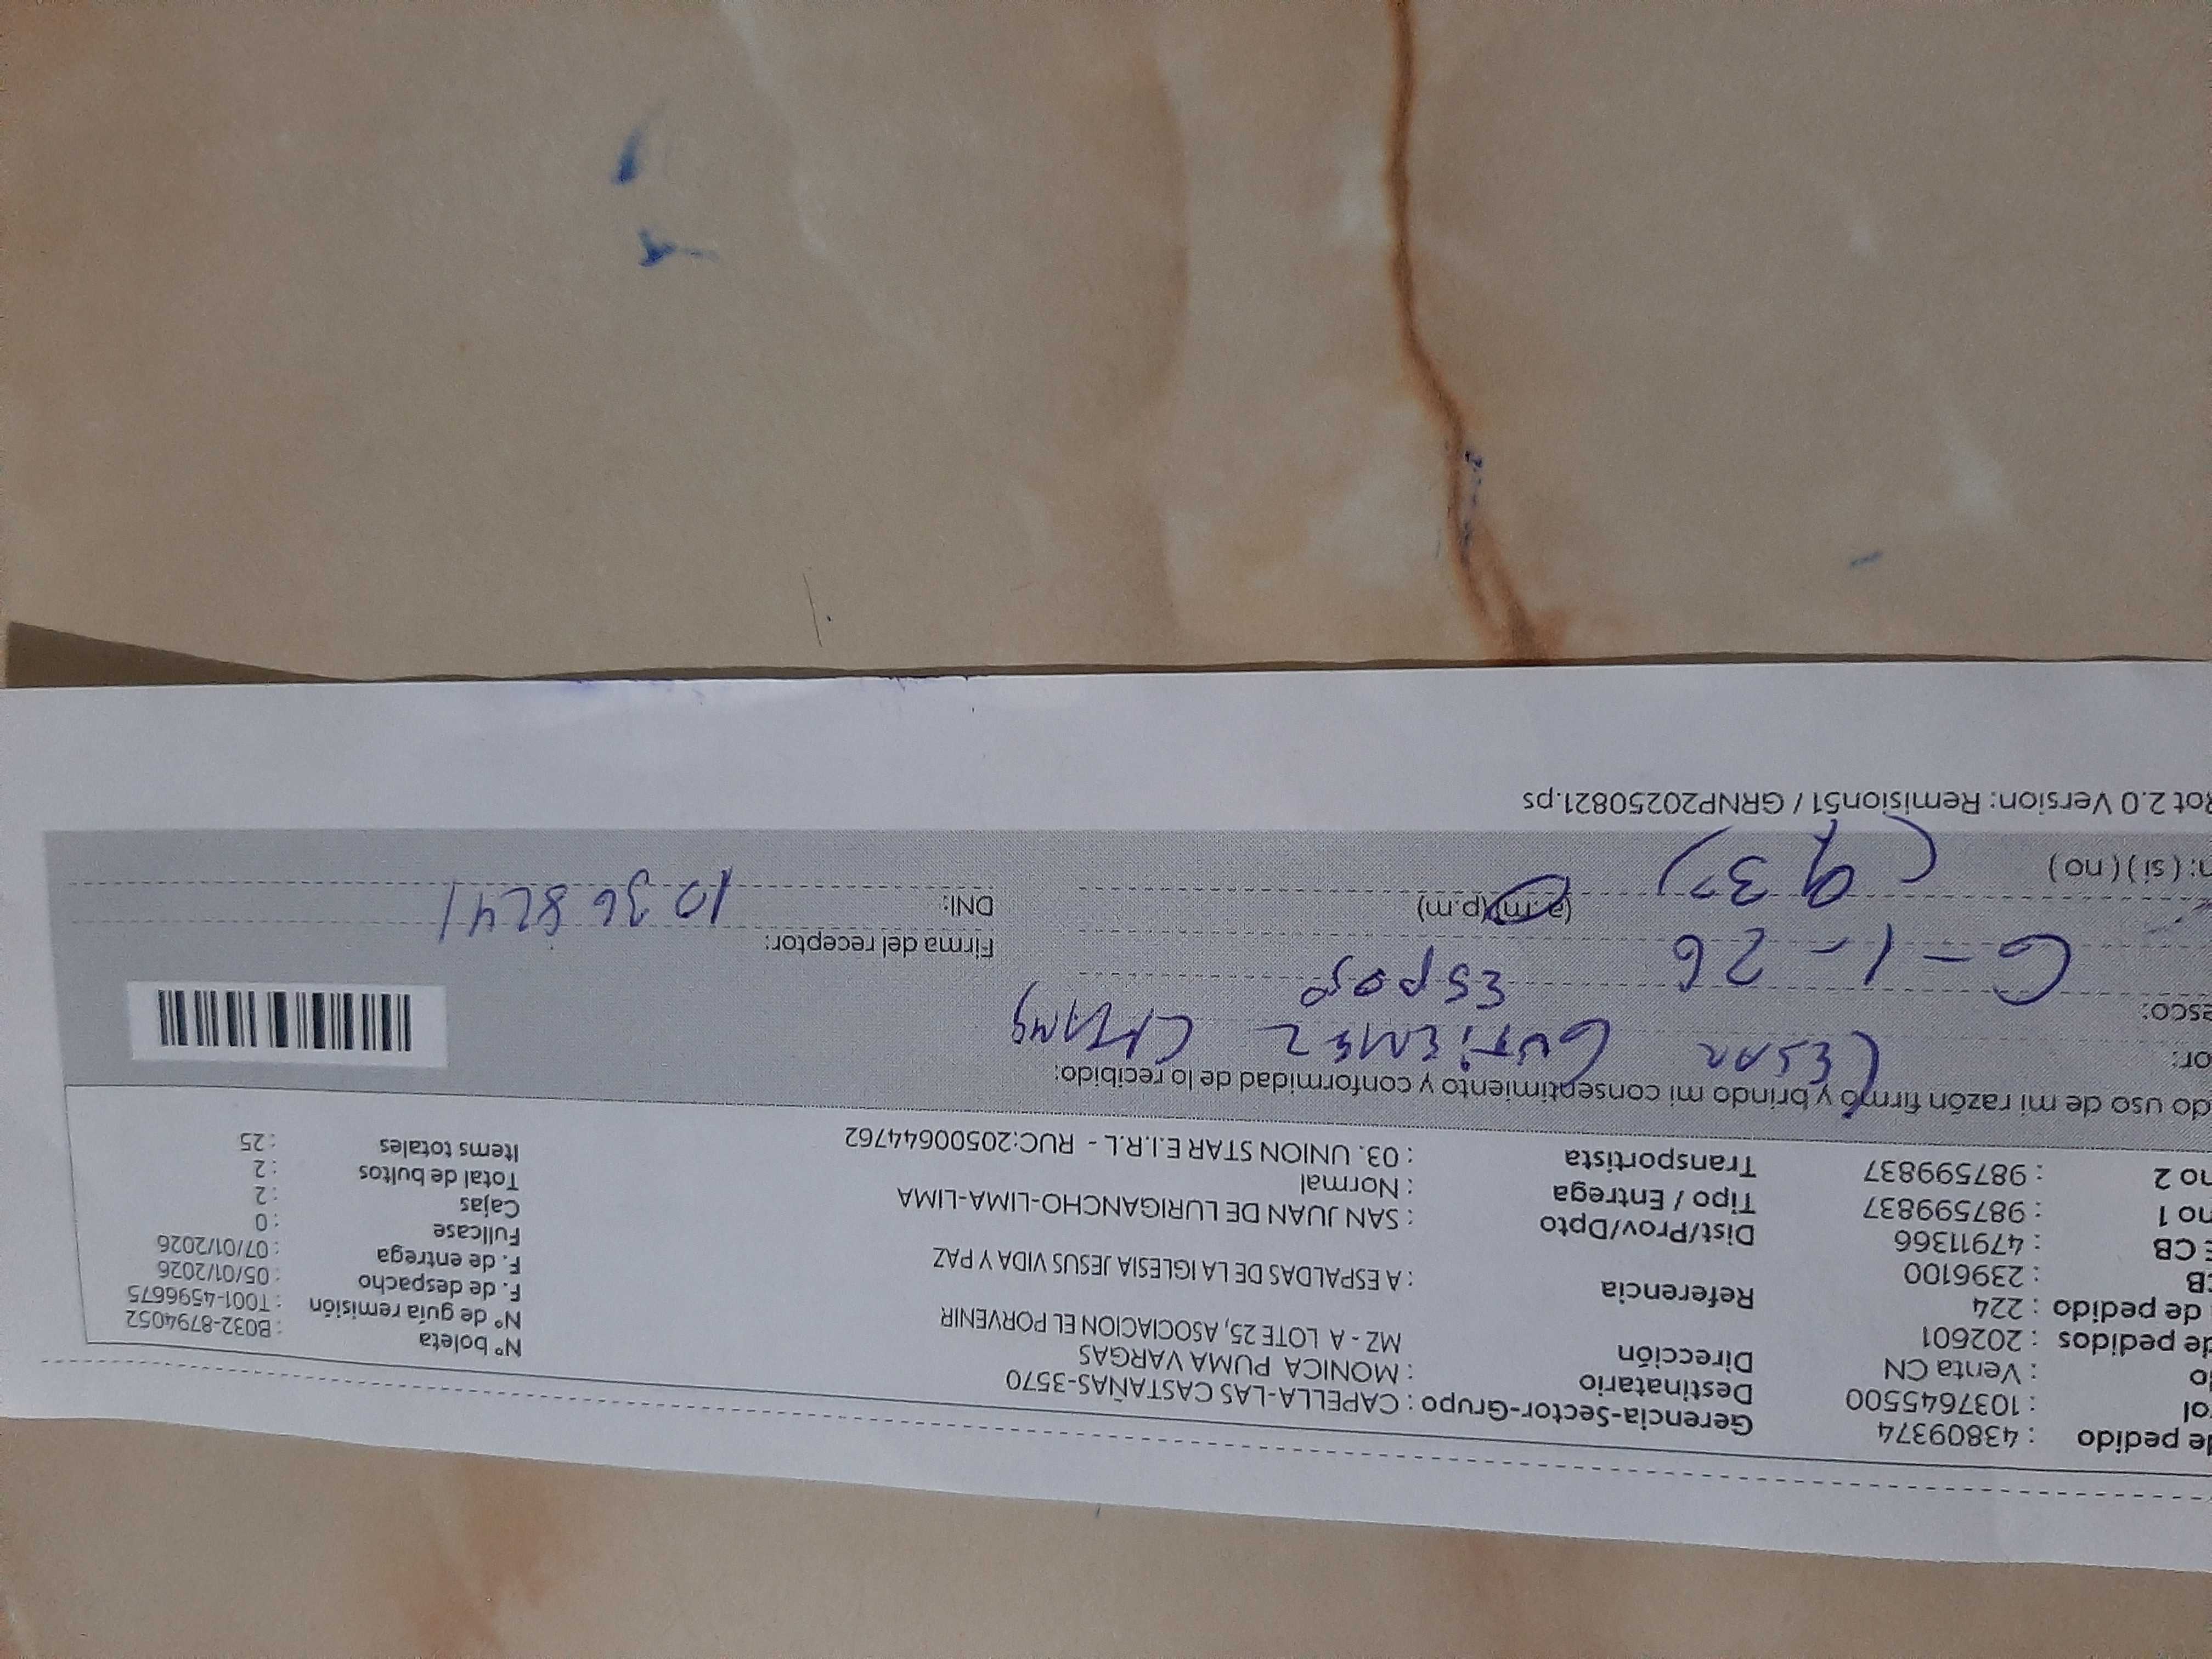 de pedido : 43809374 Gerencia-Sector-Grupo : CAPELLA-LAS CASTAÑAS-3570 N° boleta : B032-8794052
ol : 1037645500 Destinatario : MONICA PUMA VARGAS N° de guía remisión : T001-4596675
o : Venta CN Dirección MZ - A LOTE 25, ASOCIACION EL PORVENIR F. de despacho : 05/01/2026
de pedidos : 202601 F. de entrega : 07/01/2026
de pedido : 224 Referencia : A ESPALDAS DE LA IGLESIA JESUS VIDA Y PAZ Fullcase : 0
CB : 2396100 Cajas : 2
E CB : 47911366 Dist/Prov/Dpto : SAN JUAN DE LURIGANCHO-LIMA-LIMA Total de bultos : 2
no 1 : 987599837 Tipo / Entrega : Normal Items totales : 25
no 2 : 987599837 Transportista : 03. UNION STAR E.I.R.L - RUC:20500644762
do uso de mi razón firmo y brindo mi consentimiento y conformidad de lo recibido:
or: CESAR GUTIERREZ
esco: ESPOSO
6-1-26 Firma del receptor:
(a.m) (p.m) DNI: 10368241
n: ( sí ) ( no ) (9 37)
Rot 2.0 Version: Remision51 / GRNP20250821.ps